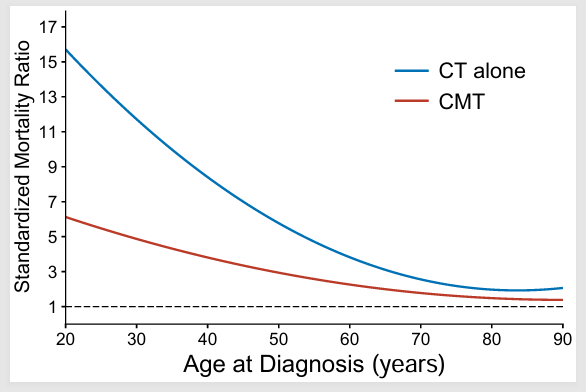 Standardized Mortality Ratio
17
15
13
11
9
7
5
3
1
CT alone
CMT
20 30 40 50 60 70 80 90
Age at Diagnosis (years)